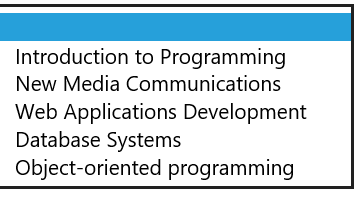 Introduction to Programming
New Media Communications
Web Applications Development
Database Systems
Object-oriented programming